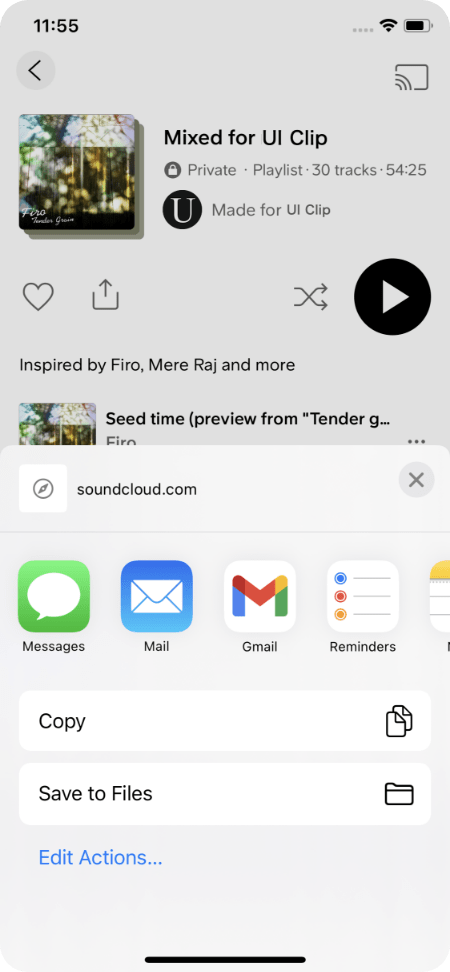 11:55
Mixed for UI Clip
Private · Playlist · 30 tracks · 54:25
U Made for UI Clip
Firo
Tender Grain
Inspired by Firo, Mere Raj and more
Seed time (preview from "Tender g...
Firo
soundcloud.com
Messages
Mail
Gmail
Reminders
Copy
Save to Files
Edit Actions...